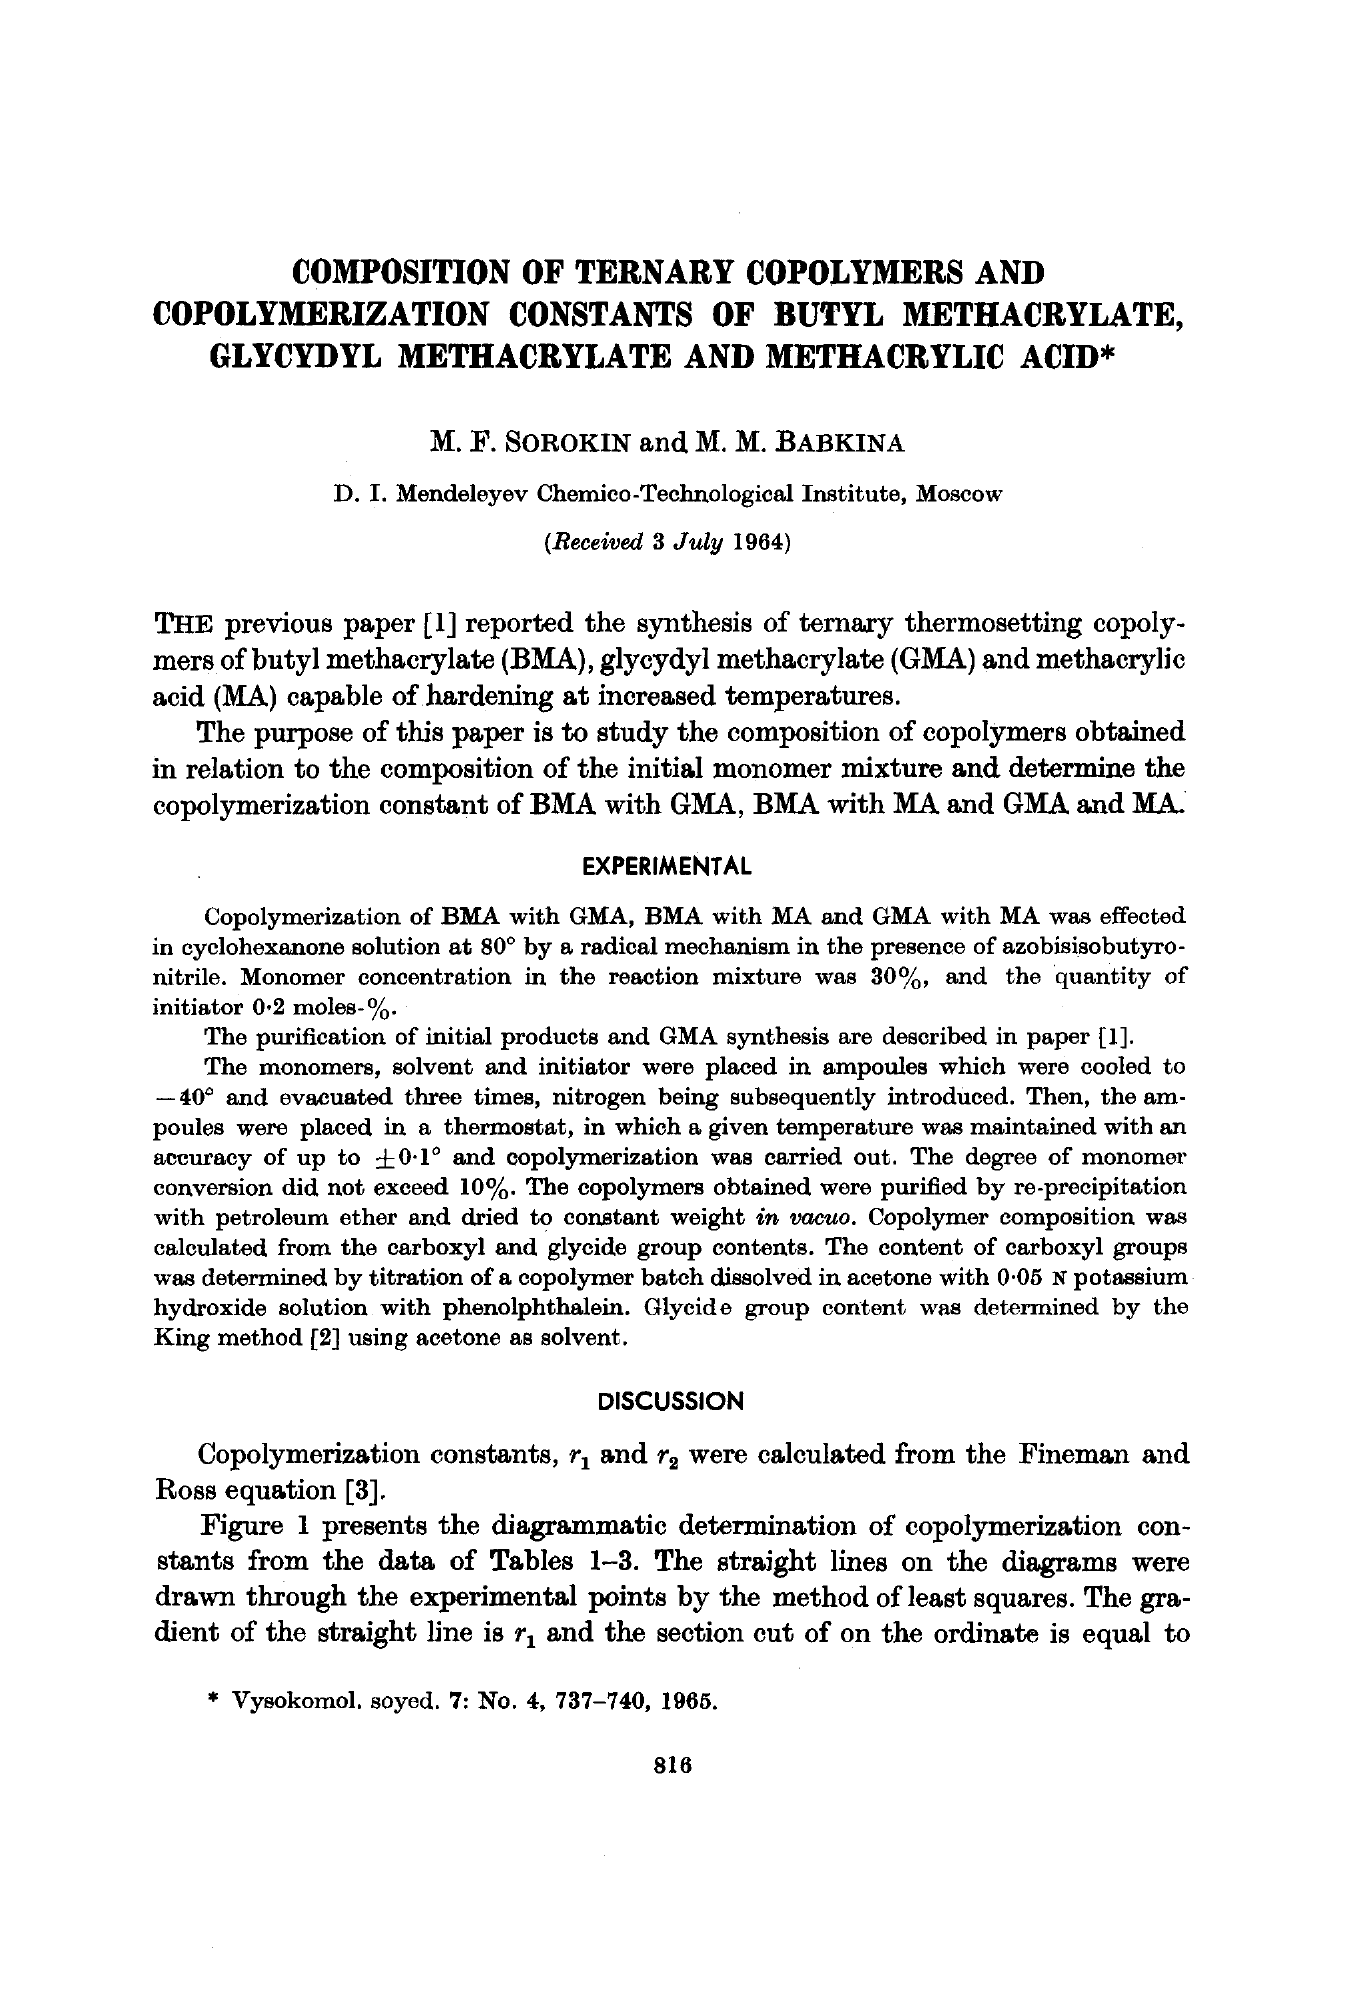 COMPOSITION OF TERNARY COPOLYMERS AND
COPOLYMERIZATION CONSTANTS OF BUTYL METHACRYLATE,
GLYCYDYL METHACRYLATE AND METHACRYLIC ACID*
M. F. SOROKIN and M. M. BABKINA
D. I. Mendeleyev Chemico-Technological Institute, Moscow
(Received 3 July 1964)
THE previous paper [1] reported the synthesis of ternary thermosetting copoly-
mers of butyl methacrylate (BMA), glycydyl methacrylate (GMA) and methacrylic
acid (MA) capable of hardening at increased temperatures.
The purpose of this paper is to study the composition of copolymers obtained
in relation to the composition of the initial monomer mixture and determine the
copolymerization constant of BMA with GMA, BMA with MA and GMA and MA.
EXPERIMENTAL
Copolymerization of BMA with GMA, BMA with MA and GMA with MA was effected
in cyclohexanone solution at 80° by a radical mechanism in the presence of azobisisobutyro-
nitrile. Monomer concentration in the reaction mixture was 30%, and the quantity of
initiator 0·2 moles-%.
The purification of initial products and GMA synthesis are described in paper [1].
The monomers, solvent and initiator were placed in ampoules which were cooled to
—40° and evacuated three times, nitrogen being subsequently introduced. Then, the am-
poules were placed in a thermostat, in which a given temperature was maintained with an
accuracy of up to ±0·1° and copolymerization was carried out. The degree of monomer
conversion did not exceed 10%. The copolymers obtained were purified by re-precipitation
with petroleum ether and dried to constant weight in vacuo. Copolymer composition was
calculated from the carboxyl and glycide group contents. The content of carboxyl groups
was determined by titration of a copolymer batch dissolved in acetone with 0·05 N potassium
hydroxide solution with phenolphthalein. Glycide group content was determined by the
King method [2] using acetone as solvent.
DISCUSSION
Copolymerization constants, r₁ and r₂ were calculated from the Fineman and
Ross equation [3].
Figure 1 presents the diagrammatic determination of copolymerization con-
stants from the data of Tables 1–3. The straight lines on the diagrams were
drawn through the experimental points by the method of least squares. The gra-
dient of the straight line is r₁ and the section cut of on the ordinate is equal to
* Vysokomol. soyed. 7: No. 4, 737–740, 1965.
816